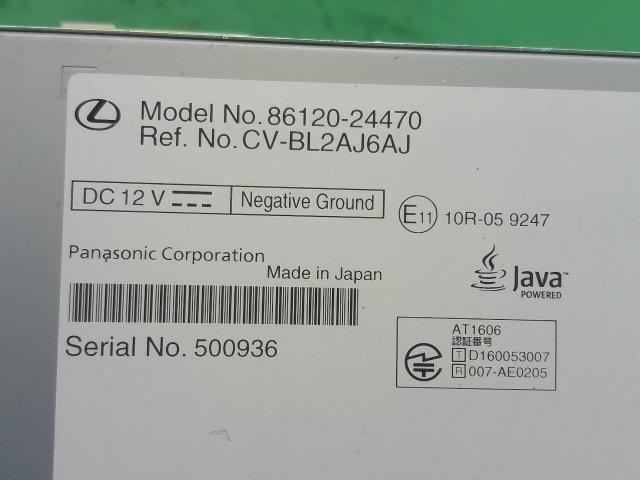 Model No. 86120-24470
Ref. No. CV-BL2AJ6AJ
DC 12 V
Negative Ground
E11 10R-05 9247
Panasonic Corporation
Made in Japan
Java™
POWERED
Serial No. 500936
AT1606
認証番号
T D160053007
R 007-AE0205